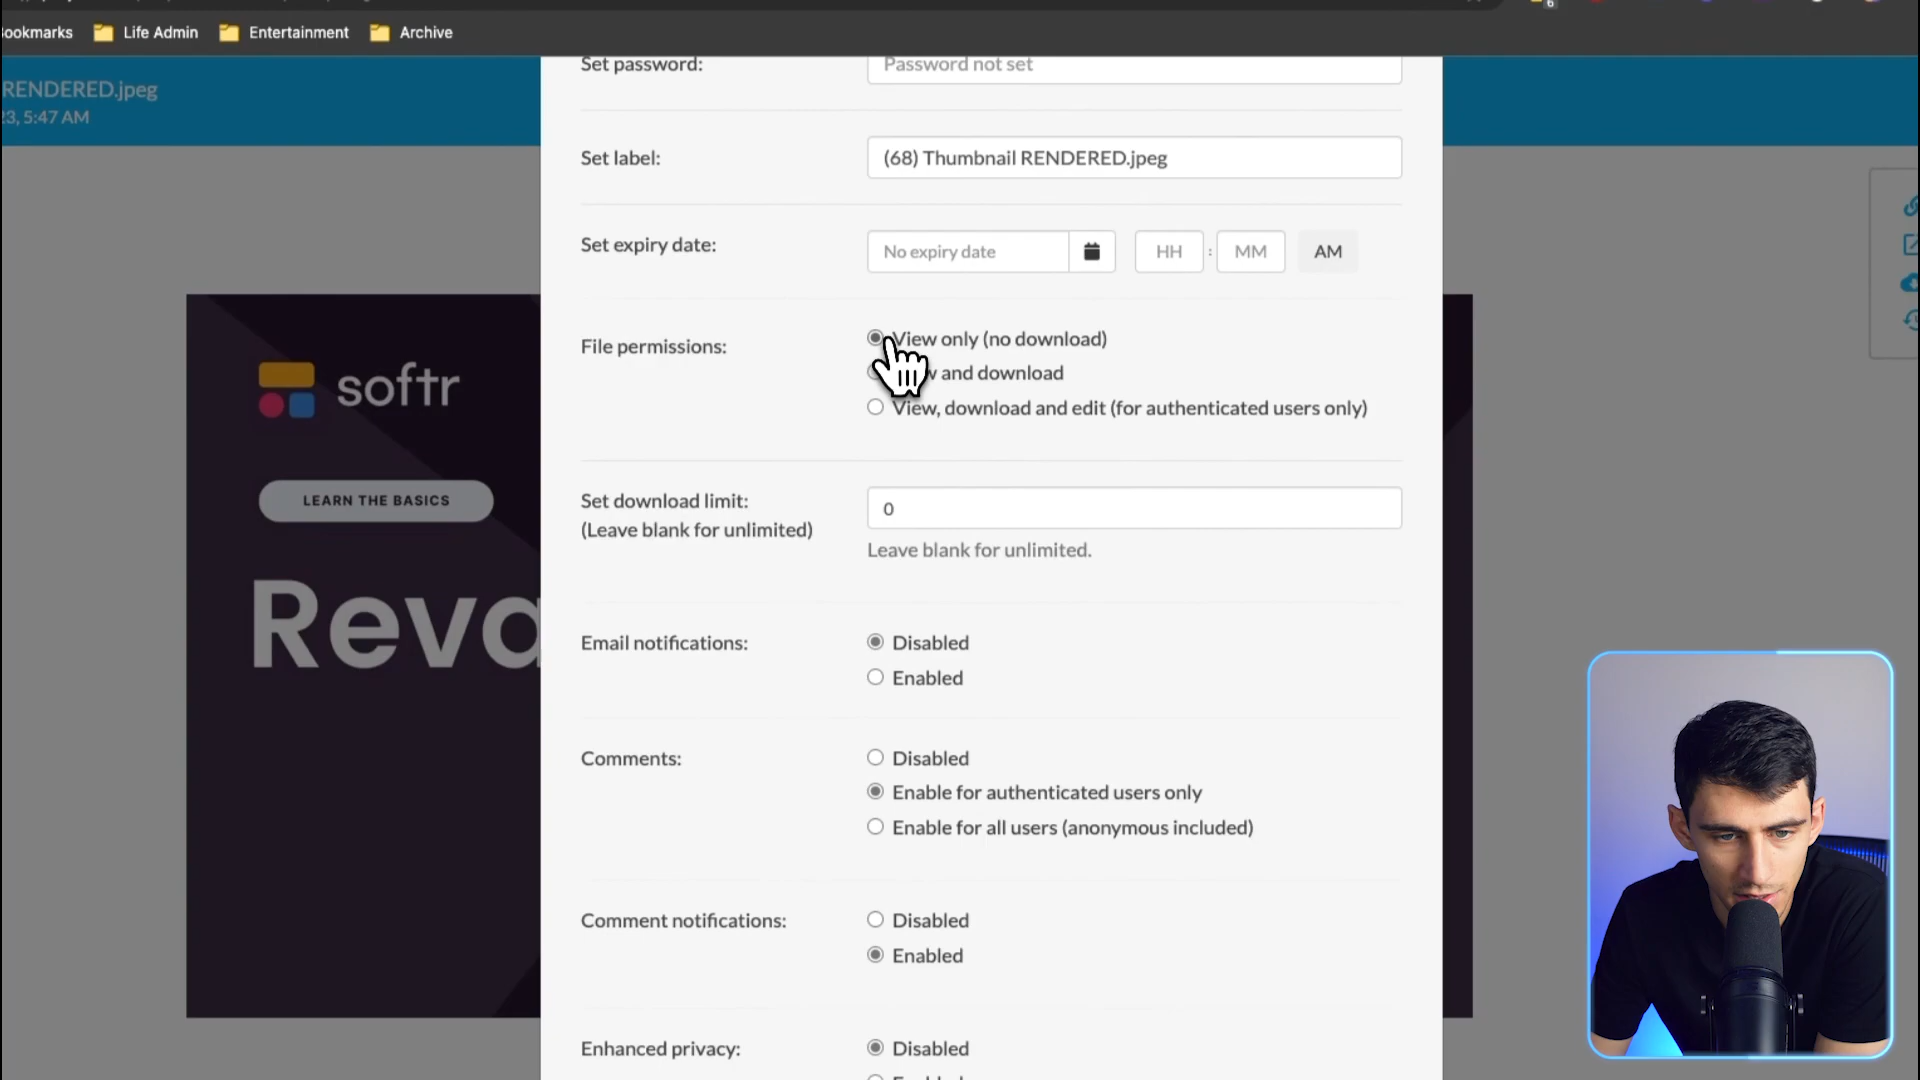 ookmarks Life Admin Entertainment Archive
RENDERED.jpeg
23, 5:47 AM
Set password: Password not set
Set label: (68) Thumbnail RENDERED.jpeg
Set expiry date: No expiry date HH : MM AM
File permissions: View only (no download)
and download
View, download and edit (for authenticated users only)
Set download limit: 0
(Leave blank for unlimited)
Leave blank for unlimited.
Email notifications: Disabled
Enabled
Comments: Disabled
Enable for authenticated users only
Enable for all users (anonymous included)
Comment notifications: Disabled
Enabled
Enhanced privacy: Disabled
softr
LEARN THE BASICS
Reva
6